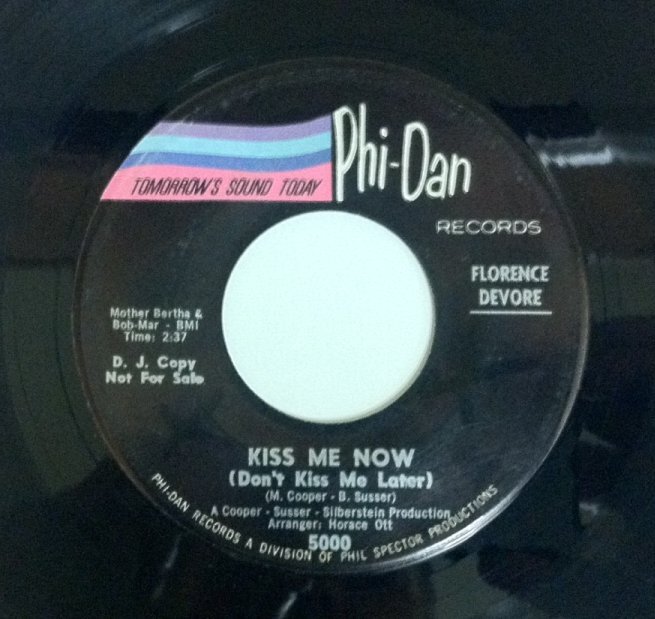 Phi-Dan
TOMORROW'S SOUND TODAY
RECORDS
FLORENCE
DEVORE
Mother Bertha &
Bob-Mar - BMI
Time: 2:37
D. J. Copy
Not For Sale
KISS ME NOW
(Don't Kiss Me Later)
(M. Cooper - B. Susser)
A Cooper - Susser - Silberstein Production
Arranger: Horace Ott
5000
PHI-DAN RECORDS A DIVISION OF PHIL SPECTOR PRODUCTIONS